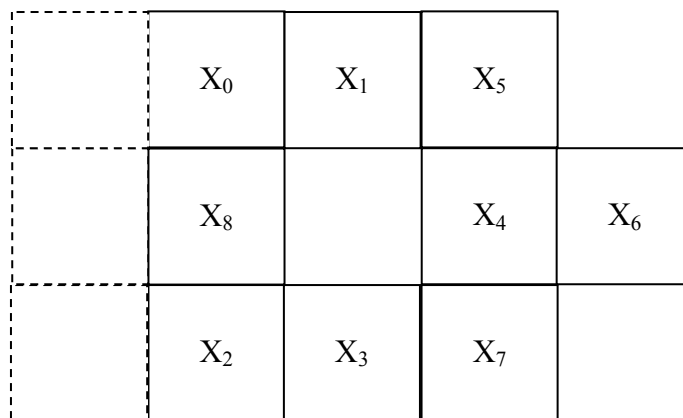 X₀ X₁ X₅
X₈ X₄ X₆
X₂ X₃ X₇